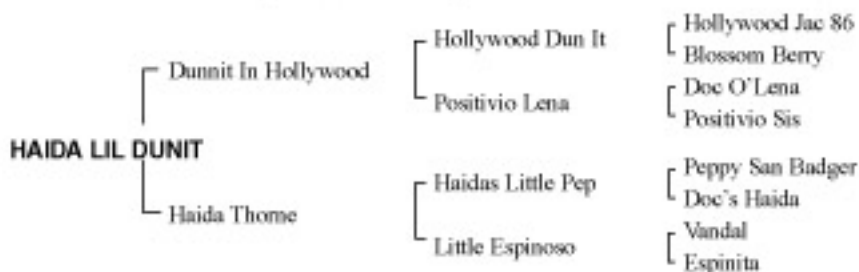 Hollywood Jac 86
Hollywood Dun It
Blossom Berry
Dunnit In Hollywood
Doc O'Lena
Positivio Lena
Positivio Sis
HAIDA LIL DUNIT
Peppy San Badger
Haidas Little Pep
Doc's Haida
Haida Thorne
Vandal
Little Espinoso
Espinita